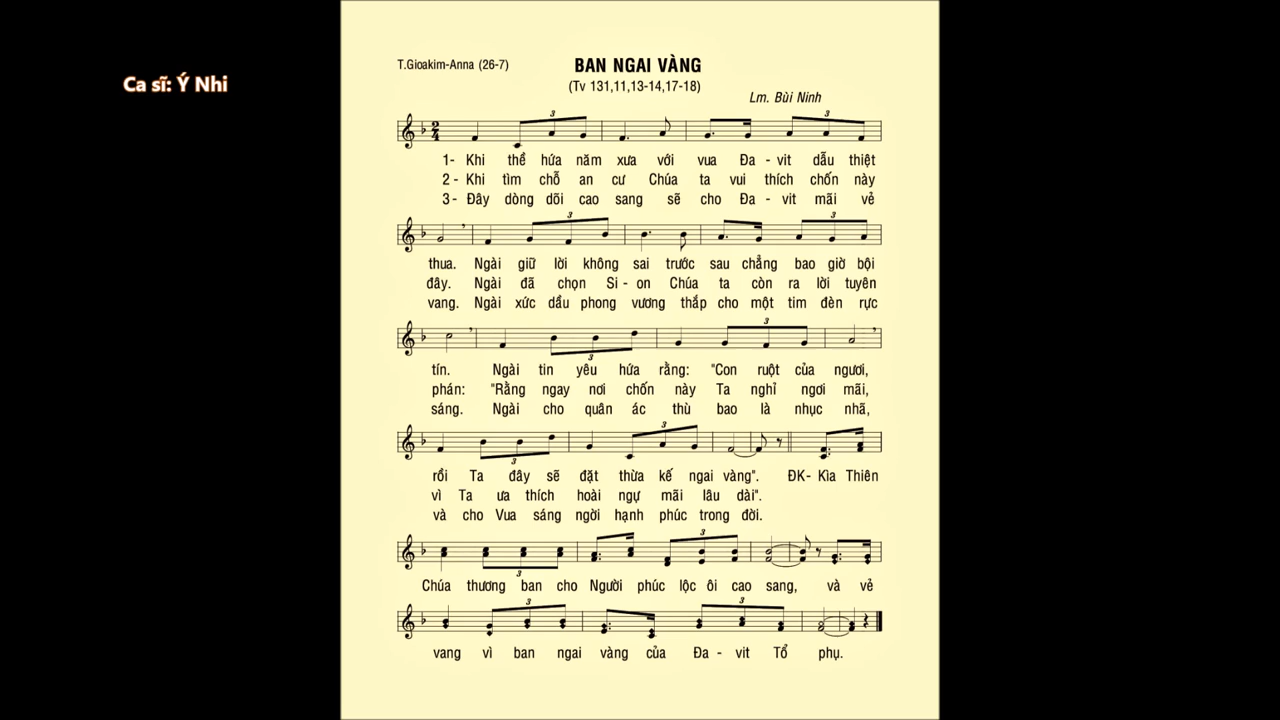 Ca sĩ: Ý Nhi
T.Gioakim-Anna (26-7)
BAN NGAI VÀNG
(Tv 131,11,13-14,17-18)
Lm. Bùi Ninh
1- Khi thề hứa năm xưa với vua Đa - vit dẫu thiệt
2 - Khi tìm chỗ an cư Chúa ta vui thích chốn này
3 - Đây dòng dõi cao sang sẽ cho Đa - vit mãi vẻ
thua. Ngài giữ lời không sai trước sau chẳng bao giờ bội
đây. Ngài đã chọn Si - on Chúa ta còn ra lời tuyên
vang. Ngài xức dầu phong vương thắp cho một tim đèn rực
tín. Ngài tin yêu hứa rằng: "Con ruột của ngươi,
phán: "Rằng ngay nơi chốn này Ta nghỉ ngơi mãi,
sáng. Ngài cho quân ác thù bao là nhục nhã,
rồi Ta đây sẽ đặt thừa kế ngai vàng". ĐK- Kìa Thiên
vì Ta ưa thích hoài ngự mãi lâu dài".
và cho Vua sáng ngời hạnh phúc trong đời.
Chúa thương ban cho Người phúc lộc ôi cao sang, và vẻ
vang vì ban ngai vàng của Đa - vit Tổ phụ.